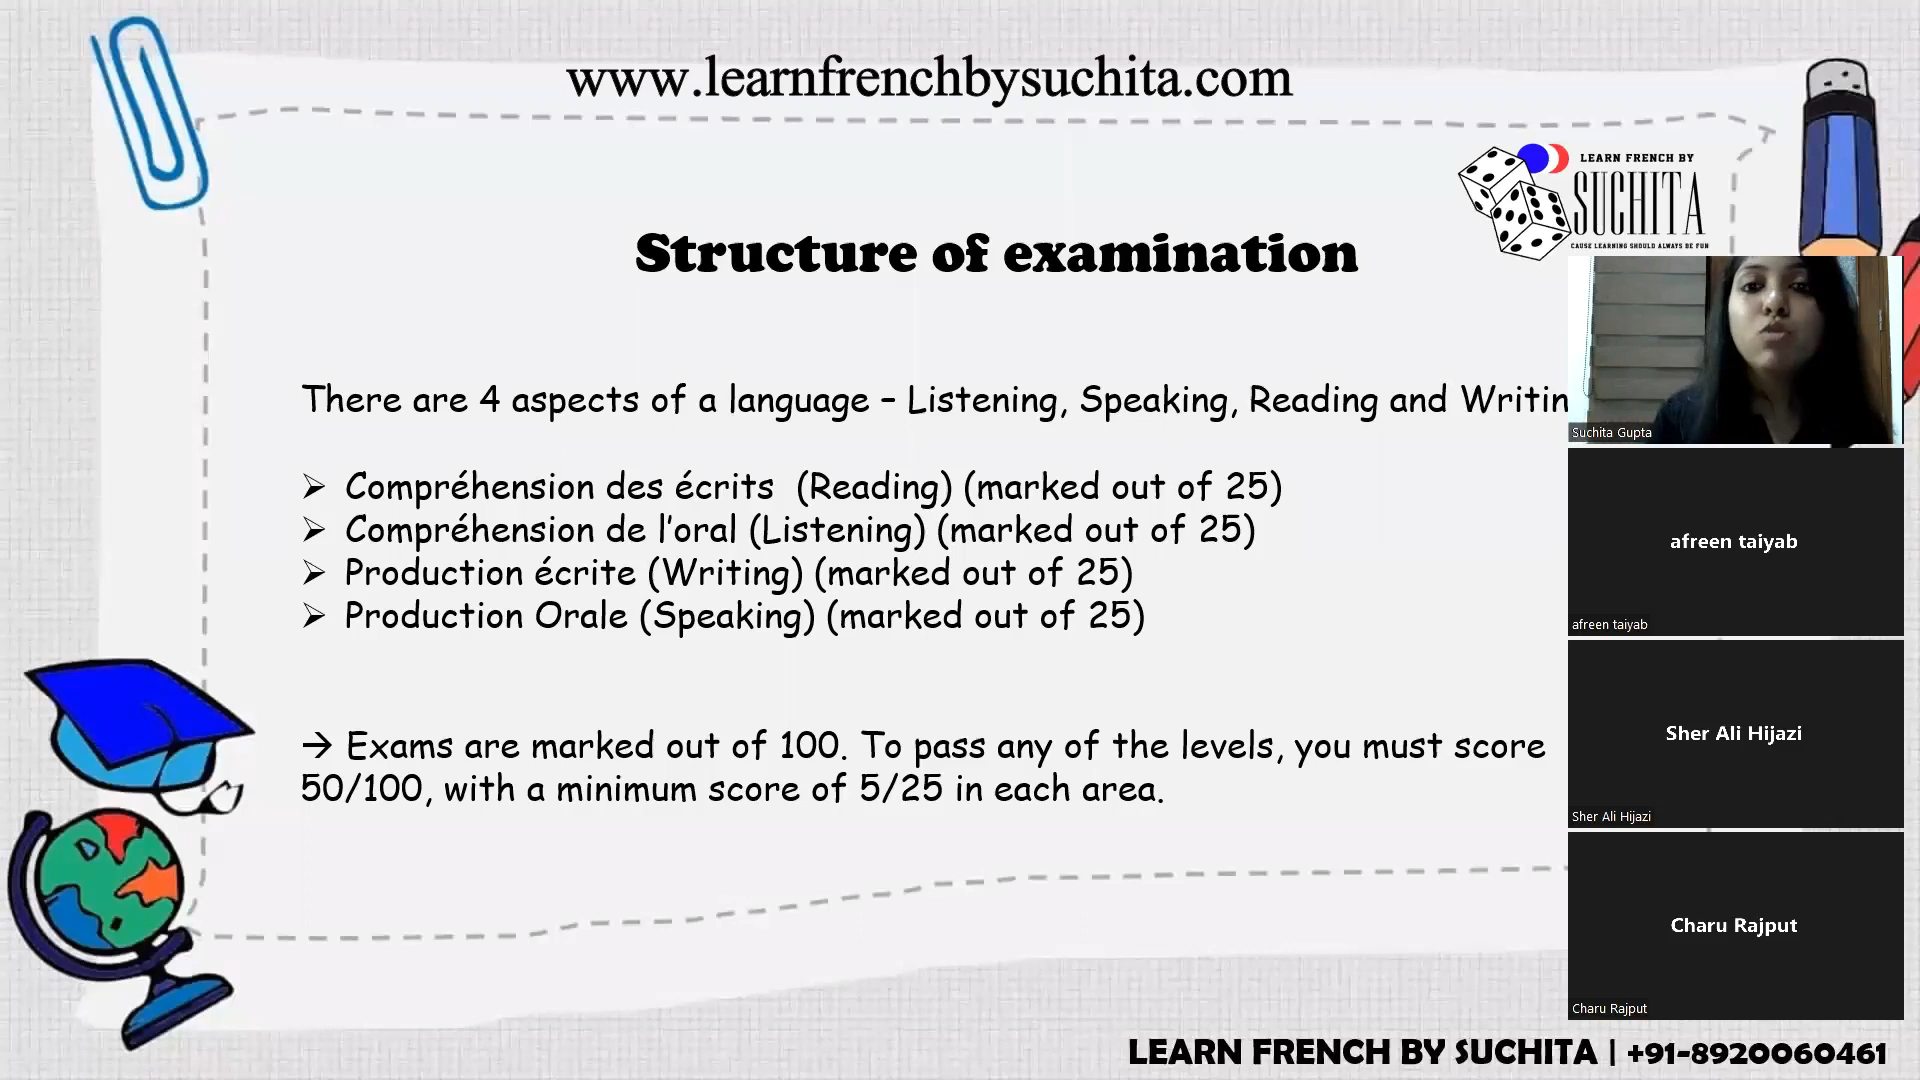 www.learnfrenchbysuchita.com
LEARN FRENCH BY
SUCHITA
CAUSE LEARNING SHOULD ALWAYS BE FUN
Structure of examination
There are 4 aspects of a language – Listening, Speaking, Reading and Writin
➢ Compréhension des écrits (Reading) (marked out of 25)
➢ Compréhension de l’oral (Listening) (marked out of 25)
➢ Production écrite (Writing) (marked out of 25)
➢ Production Orale (Speaking) (marked out of 25)
→ Exams are marked out of 100. To pass any of the levels, you must score
50/100, with a minimum score of 5/25 in each area.
Suchita Gupta
afreen taiyab
afreen taiyab
Sher Ali Hijazi
Sher Ali Hijazi
Charu Rajput
Charu Rajput
LEARN FRENCH BY SUCHITA | +91-8920060461